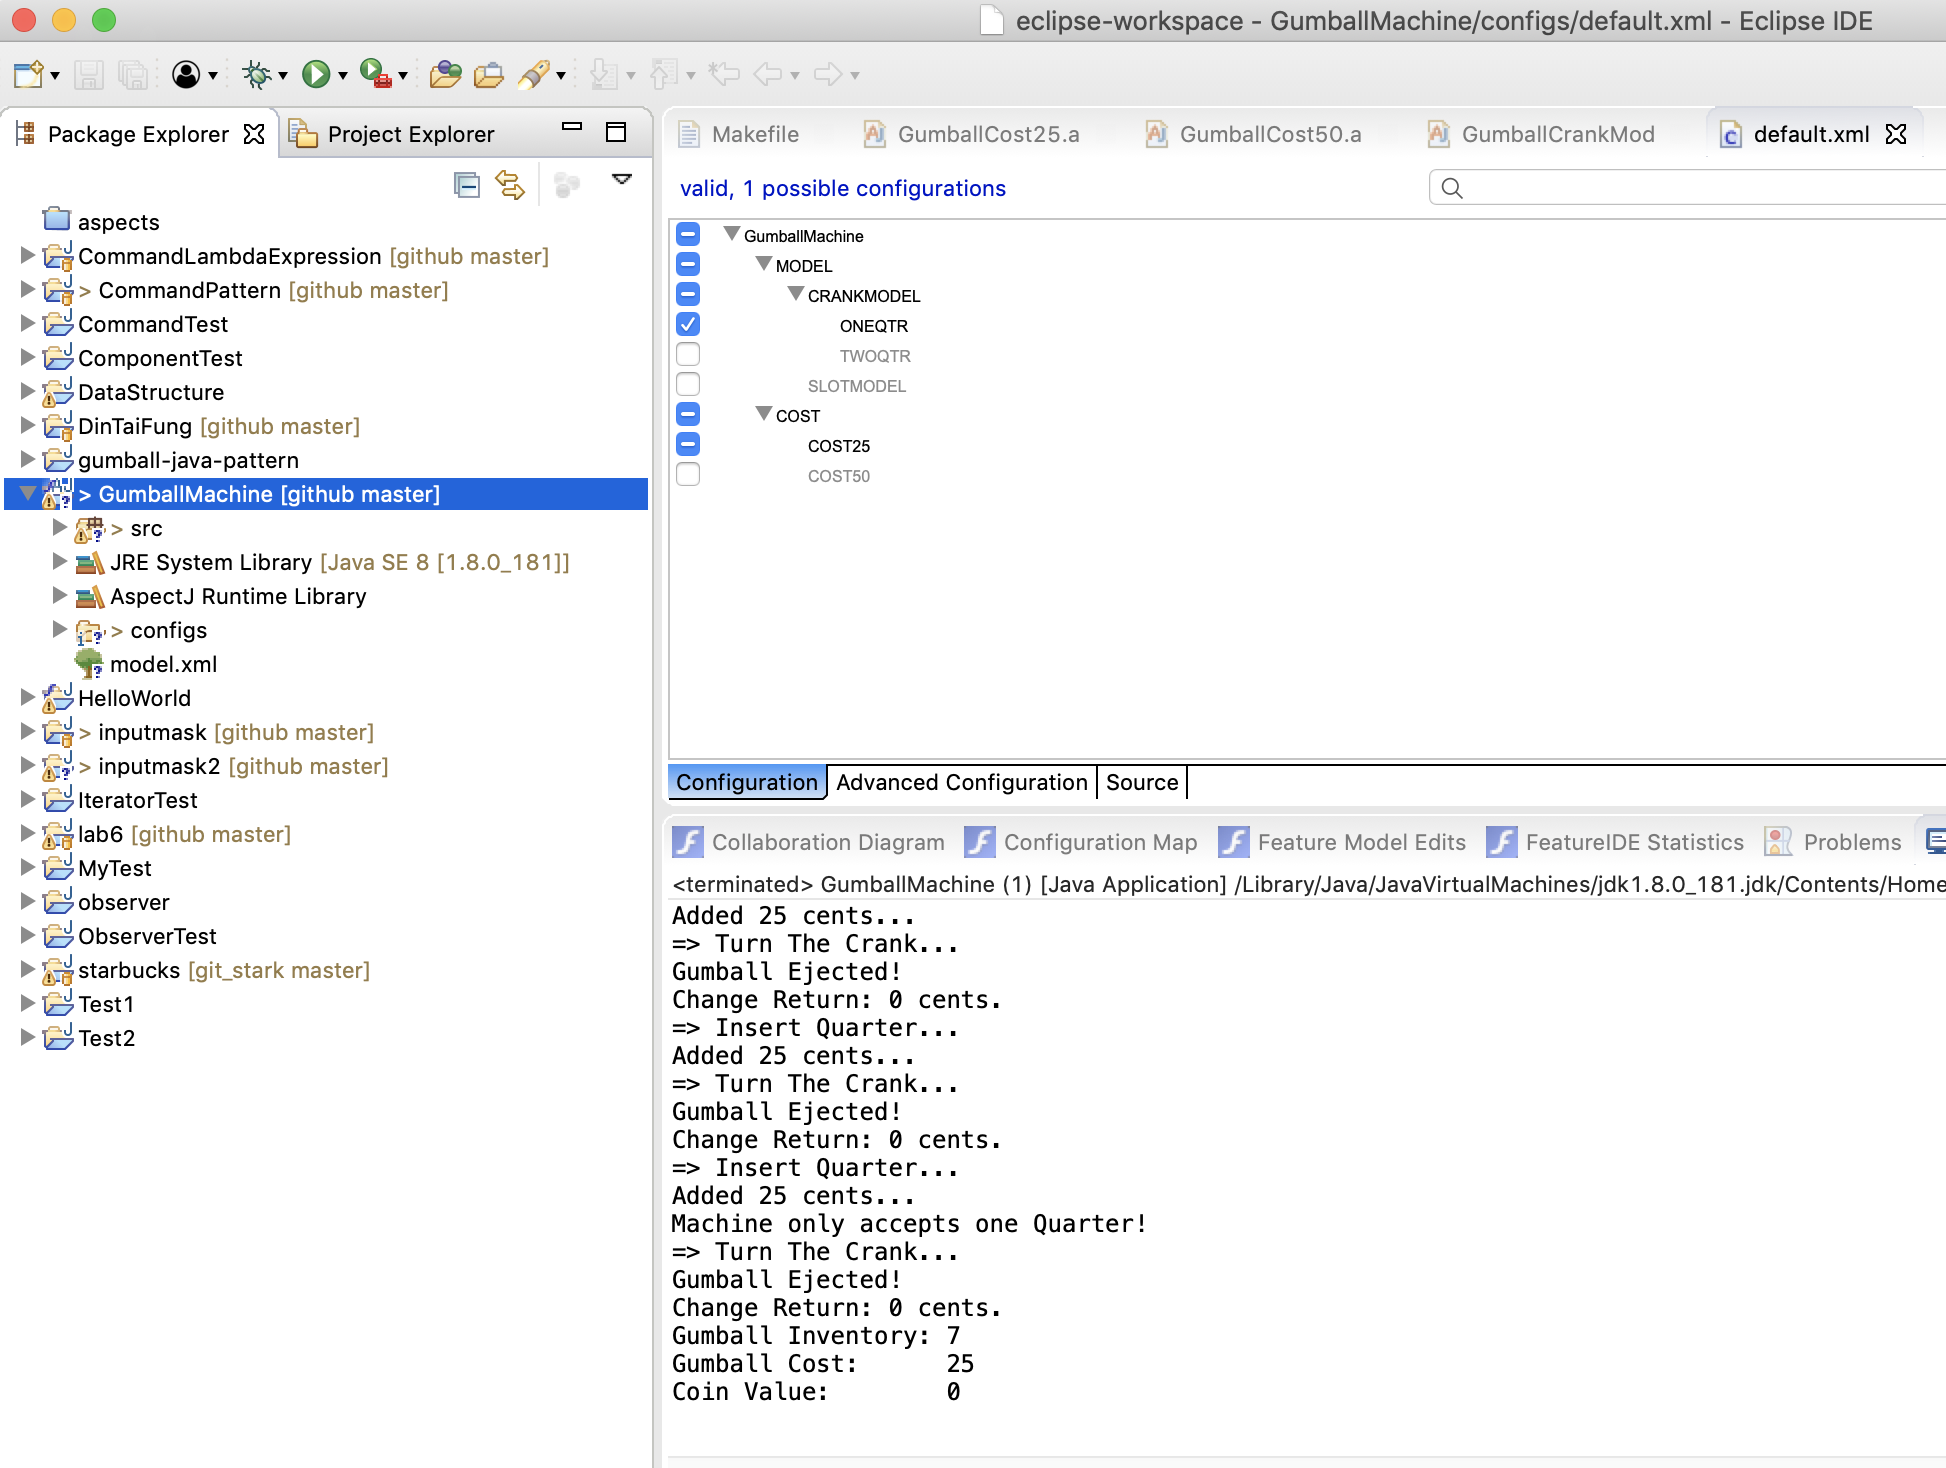 eclipse-workspace - GumballMachine/configs/default.xml - Eclipse IDE
Package Explorer
Project Explorer
aspects
CommandLambdaExpression [github master]
> CommandPattern [github master]
CommandTest
ComponentTest
DataStructure
DinTaiFung [github master]
gumball-java-pattern
> GumballMachine [github master]
> src
JRE System Library [Java SE 8 [1.8.0_181]]
AspectJ Runtime Library
> configs
model.xml
HelloWorld
> inputmask [github master]
> inputmask2 [github master]
IteratorTest
lab6 [github master]
MyTest
observer
ObserverTest
starbucks [git_stark master]
Test1
Test2
Makefile
GumballCost25.a
GumballCost50.a
GumballCrankMod
default.xml
valid, 1 possible configurations
GumballMachine
MODEL
CRANKMODEL
ONEQTR
TWOQTR
SLOTMODEL
COST
COST25
COST50
Configuration
Advanced Configuration
Source
Collaboration Diagram
Configuration Map
Feature Model Edits
FeatureIDE Statistics
Problems
<terminated> GumballMachine (1) [Java Application] /Library/Java/JavaVirtualMachines/jdk1.8.0_181.jdk/Contents/Home
Added 25 cents...
=> Turn The Crank...
Gumball Ejected!
Change Return: 0 cents.
=> Insert Quarter...
Added 25 cents...
=> Turn The Crank...
Gumball Ejected!
Change Return: 0 cents.
=> Insert Quarter...
Added 25 cents...
Machine only accepts one Quarter!
=> Turn The Crank...
Gumball Ejected!
Change Return: 0 cents.
Gumball Inventory: 7
Gumball Cost: 25
Coin Value: 0